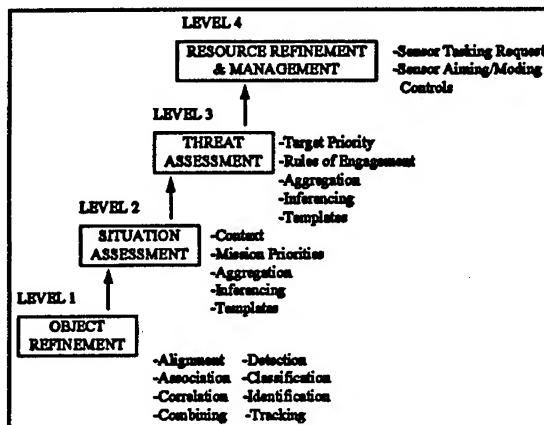 LEVEL 4
RESOURCE REFINEMENT
& MANAGEMENT
-Sensor Tasking Request
-Sensor Aiming/Moding
Controls
LEVEL 3
THREAT
ASSESSMENT
-Target Priority
-Rules of Engagement
-Aggregation
-Inferencing
-Templates
LEVEL 2
SITUATION
ASSESSMENT
-Context
-Mission Priorities
-Aggregation
-Inferencing
-Templates
LEVEL 1
OBJECT
REFINEMENT
-Alignment -Detection
-Association -Classification
-Correlation -Identification
-Combining -Tracking